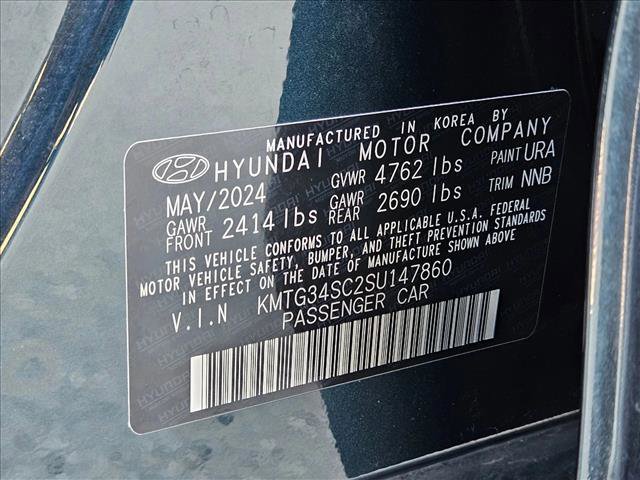 MANUFACTURED IN KOREA BY
HYUNDAI MOTOR COMPANY
MAY/2024 GVWR 4762 lbs PAINT URA
GAWR FRONT 2414 lbs GAWR REAR 2690 lbs TRIM NNB
THIS VEHICLE CONFORMS TO ALL APPLICABLE U.S.A. FEDERAL
MOTOR VEHICLE SAFETY, BUMPER, AND THEFT PREVENTION STANDARDS
IN EFFECT ON THE DATE OF MANUFACTURE SHOWN ABOVE.
V.I.N KMTG34SC2SU147860
PASSENGER CAR